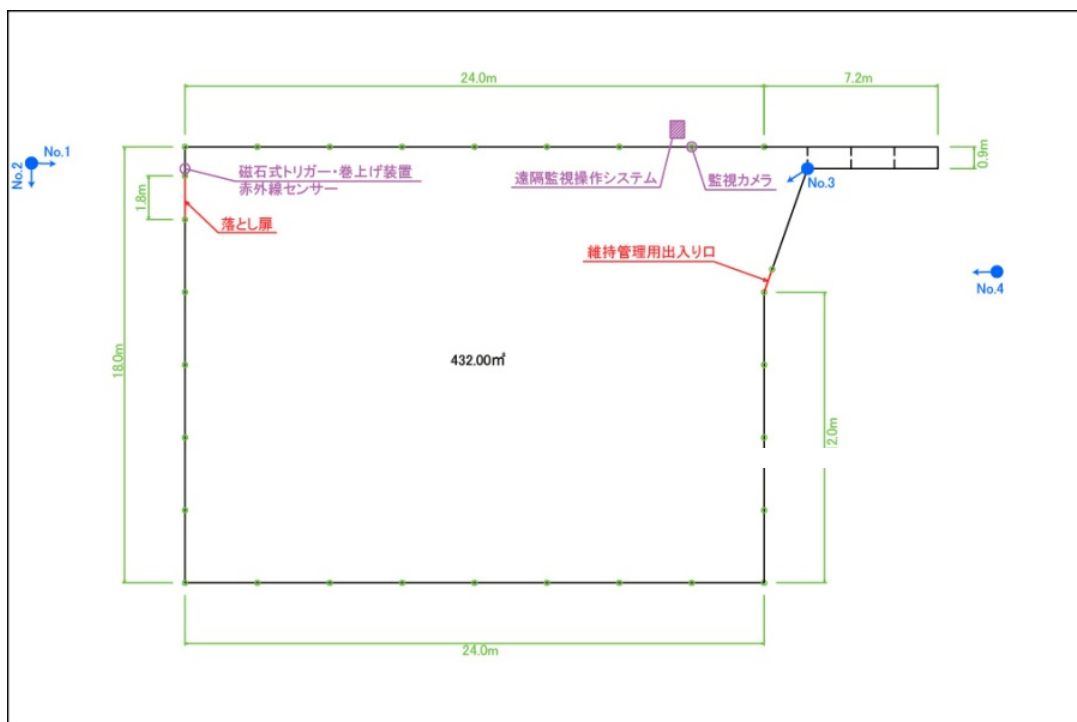 24.0m
7.2m
No.1
No.2
磁石式トリガー・巻上げ装置
赤外線センサー
遠隔監視操作システム
監視カメラ
No.3
0.9m
1.8m
落とし扉
維持管理用出入り口
No.4
18.0m
432.00㎡
2.0m
24.0m